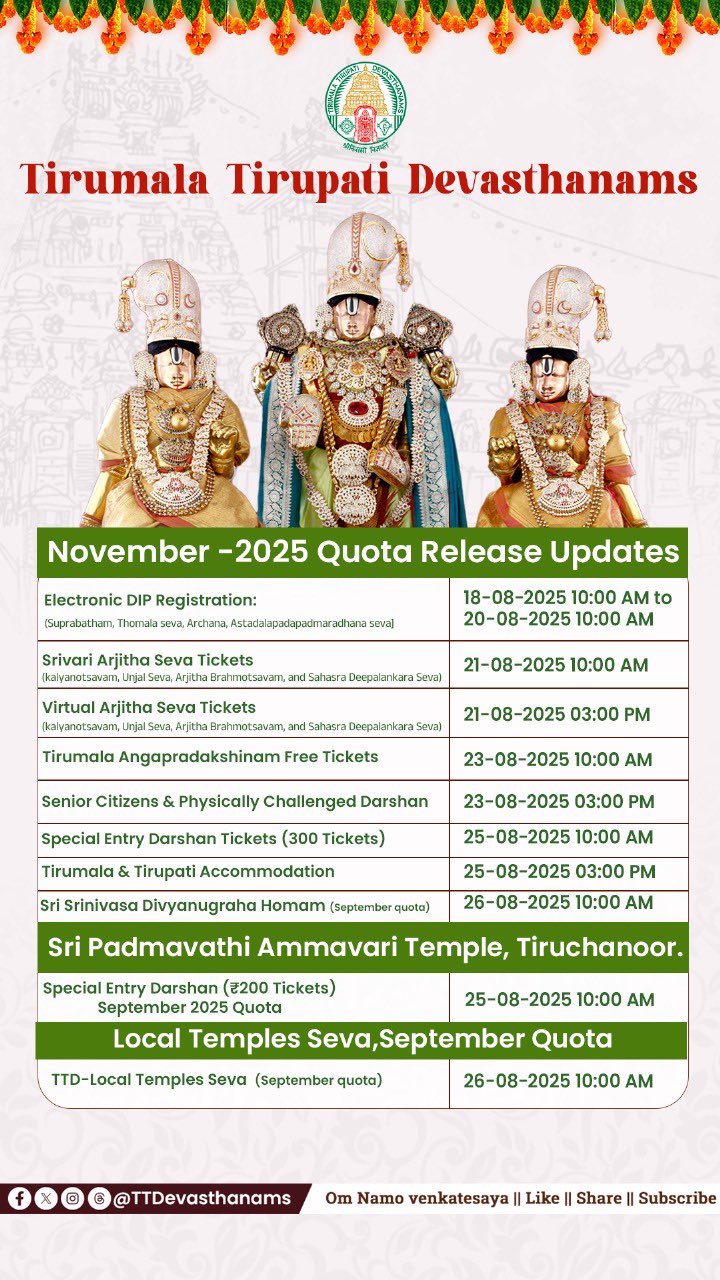 TIRUMALA TIRUPATI DEVASTHANAMS
श्रीनिवासो विजयते
Tirumala Tirupati Devasthanams
November -2025 Quota Release Updates
Electronic DIP Registration:
(Suprabatham, Thomala seva, Archana, Astadalapadapadmaradhana seva]
18-08-2025 10:00 AM to
20-08-2025 10:00 AM
Srivari Arjitha Seva Tickets
(kalyanotsavam, Unjal Seva, Arjitha Brahmotsavam, and Sahasra Deepalankara Seva)
21-08-2025 10:00 AM
Virtual Arjitha Seva Tickets
(kalyanotsavam, Unjal Seva, Arjitha Brahmotsavam, and Sahasra Deepalankara Seva)
21-08-2025 03:00 PM
Tirumala Angapradakshinam Free Tickets
23-08-2025 10:00 AM
Senior Citizens & Physically Challenged Darshan
23-08-2025 03:00 PM
Special Entry Darshan Tickets (300 Tickets)
25-08-2025 10:00 AM
Tirumala & Tirupati Accommodation
25-08-2025 03:00 PM
Sri Srinivasa Divyanugraha Homam (September quota)
26-08-2025 10:00 AM
Sri Padmavathi Ammavari Temple, Tiruchanoor.
Special Entry Darshan (₹200 Tickets)
September 2025 Quota
25-08-2025 10:00 AM
Local Temples Seva,September Quota
TTD-Local Temples Seva (September quota)
26-08-2025 10:00 AM
@TTDevasthanams
Om Namo venkatesaya || Like || Share || Subscribe